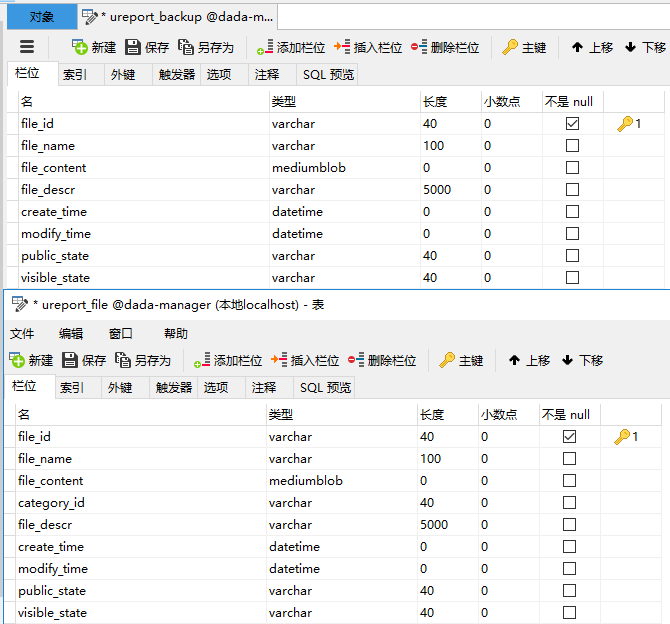 对象 * ureport_backup @dada-m...
新建 保存 另存为 添加栏位 插入栏位 删除栏位 主键 上移 下移
栏位 索引 外键 触发器 选项 注释 SQL 预览
名 类型 长度 小数点 不是 null
file_id varchar 40 0 1
file_name varchar 100 0
file_content mediumblob 0 0
file_descr varchar 5000 0
create_time datetime 0 0
modify_time datetime 0 0
public_state varchar 40 0
visible_state varchar 40 0
* ureport_file @dada-manager (本地localhost) - 表
文件 编辑 窗口 帮助
新建 保存 另存为 添加栏位 插入栏位 删除栏位 主键 上移 下移
栏位 索引 外键 触发器 选项 注释 SQL 预览
名 类型 长度 小数点 不是 null
file_id varchar 40 0 1
file_name varchar 100 0
file_content mediumblob 0 0
category_id varchar 40 0
file_descr varchar 5000 0
create_time datetime 0 0
modify_time datetime 0 0
public_state varchar 40 0
visible_state varchar 40 0